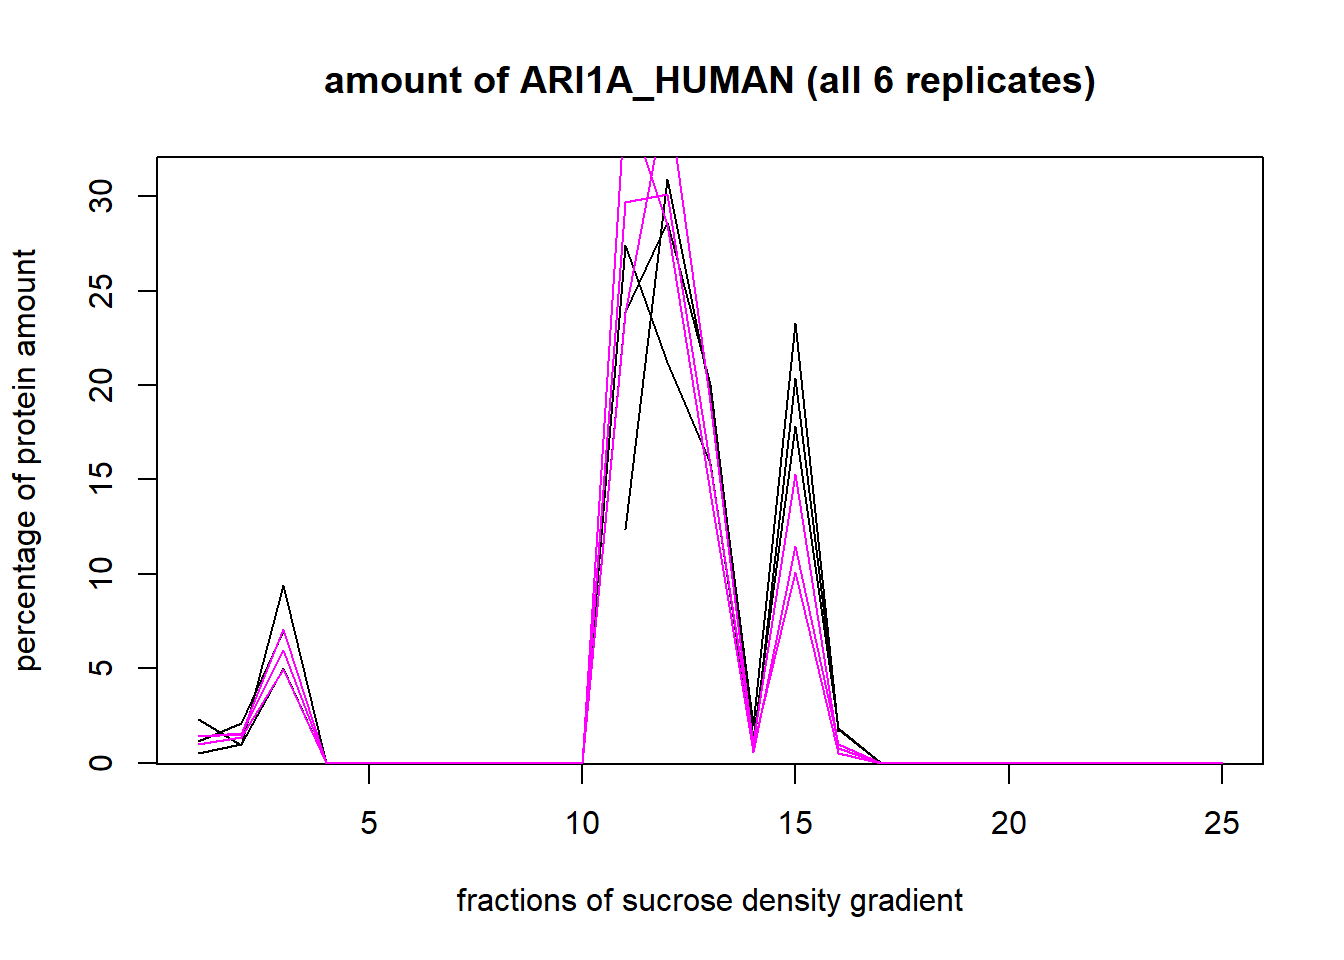 amount of ARI1A_HUMAN (all 6 replicates)
percentage of protein amount
30
25
20
15
10
5
0
5 10 15 20 25
fractions of sucrose density gradient